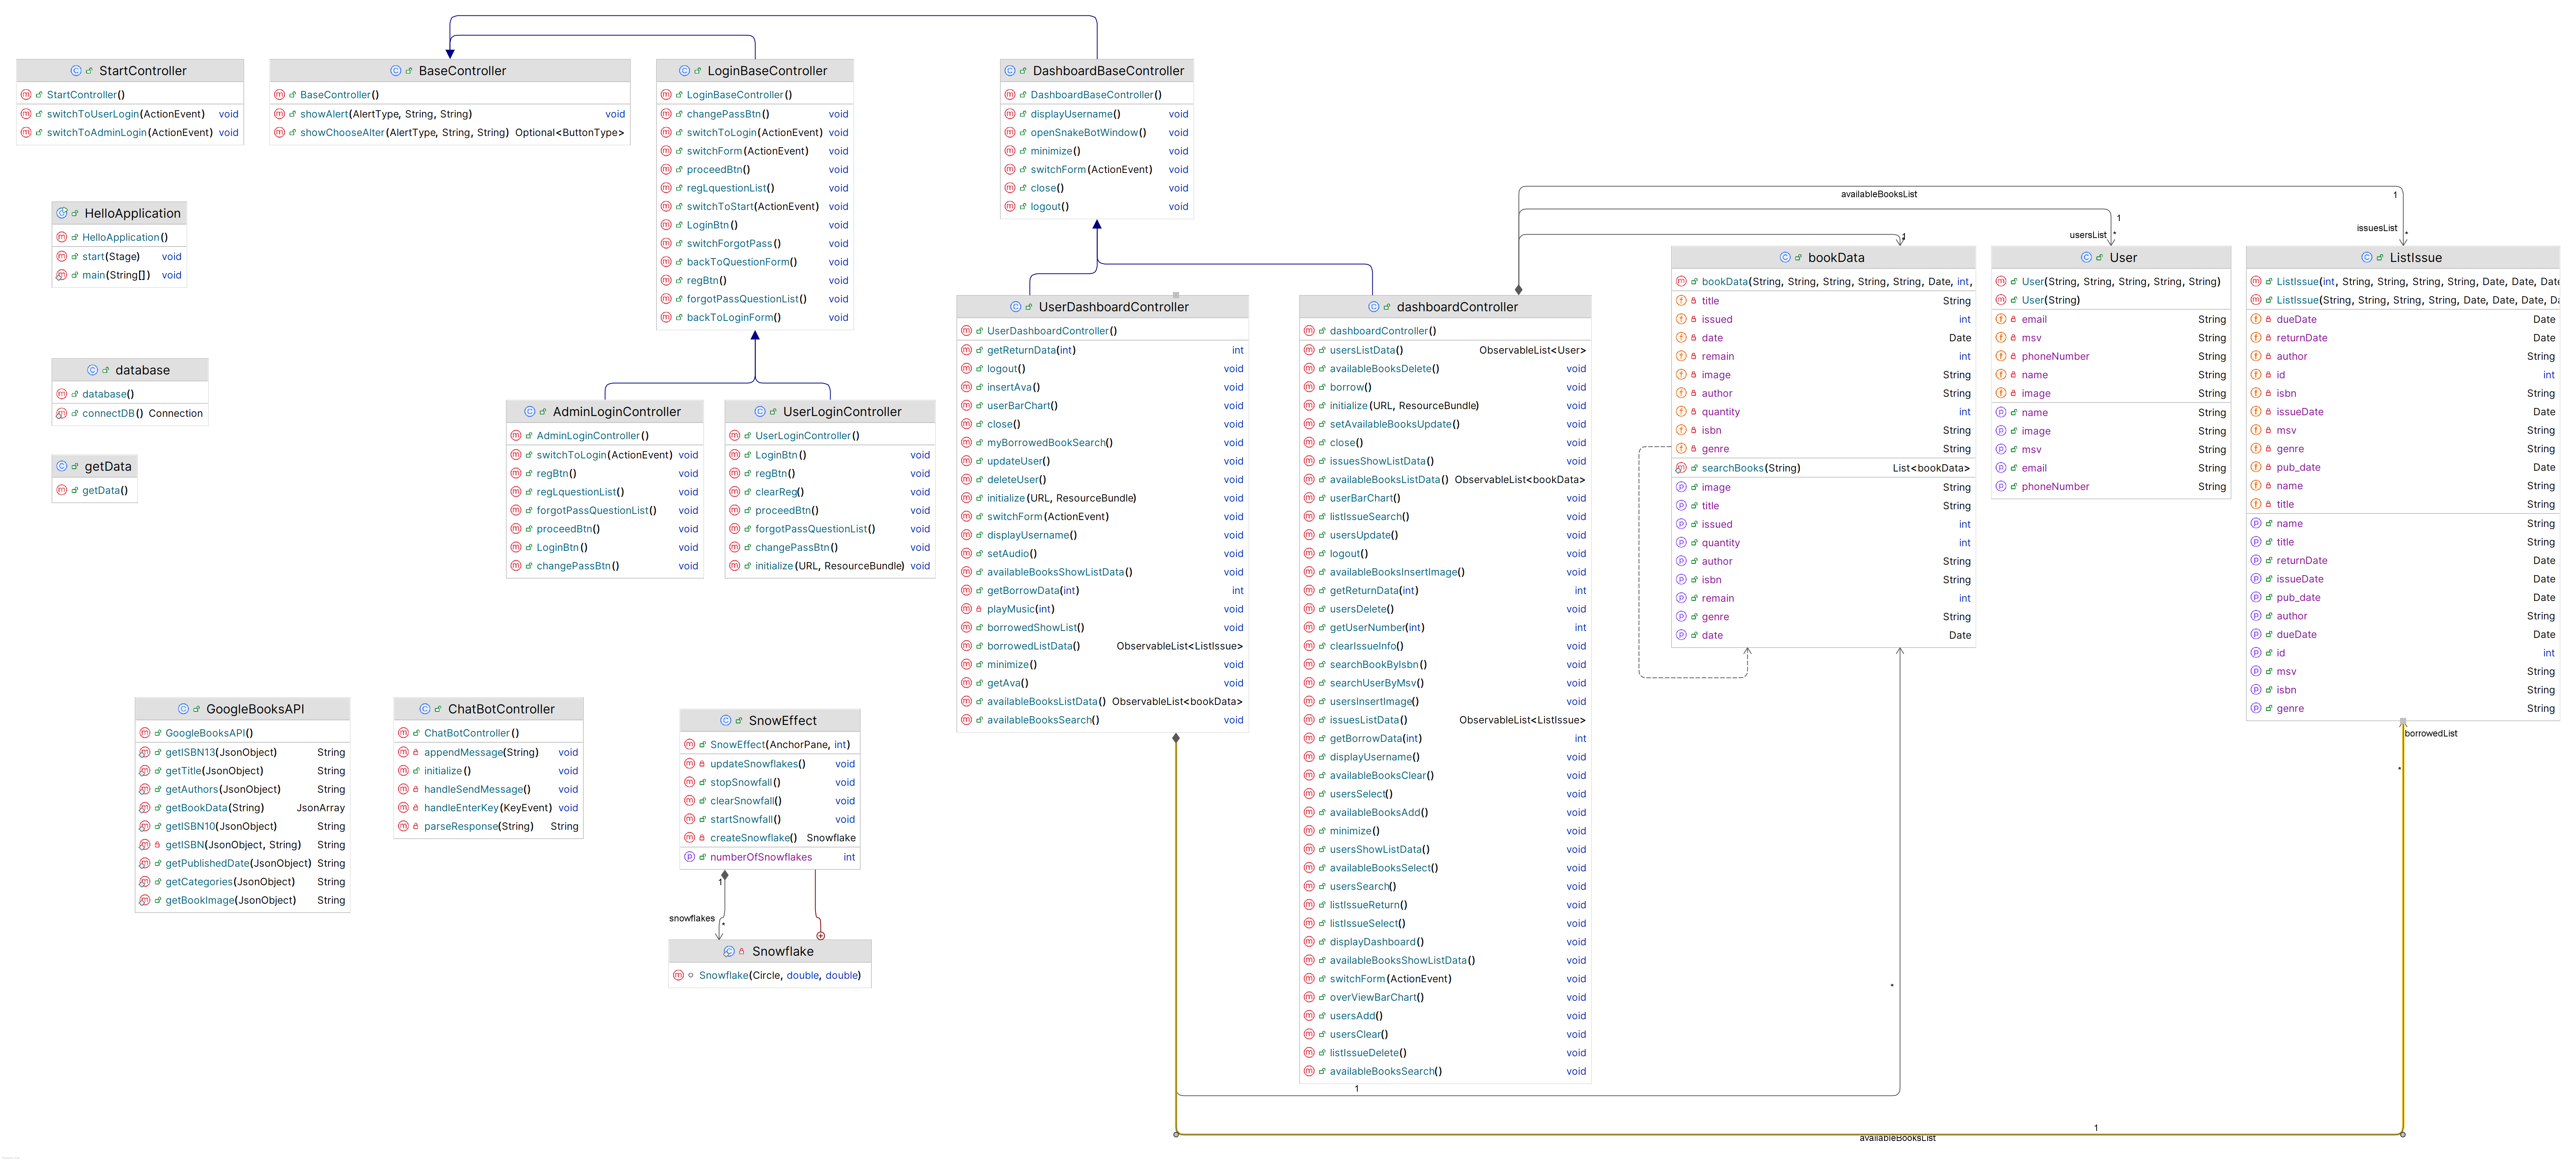 StartController
StartController()
switchToUserLogin(ActionEvent) void
switchToAdminLogin(ActionEvent) void
BaseController
BaseController()
showAlert(AlertType, String, String) void
showChooseAlter(AlertType, String, String) Optional<ButtonType>
LoginBaseController
LoginBaseController()
changePassBtn() void
switchToLogin(ActionEvent) void
switchForm(ActionEvent) void
proceedBtn() void
regLquestionList() void
switchToStart(ActionEvent) void
LoginBtn() void
switchForgotPass() void
backToQuestionForm() void
regBtn() void
forgotPassQuestionList() void
backToLoginForm() void
DashboardBaseController
DashboardBaseController()
displayUsername() void
openSnakeBotWindow() void
minimize() void
switchForm(ActionEvent) void
close() void
logout() void
HelloApplication
HelloApplication()
start(Stage) void
main(String[]) void
database
database()
connectDB() Connection
getData
getData()
AdminLoginController
AdminLoginController()
switchToLogin(ActionEvent) void
regBtn() void
regLquestionList() void
forgotPassQuestionList() void
proceedBtn() void
LoginBtn() void
changePassBtn() void
UserLoginController
UserLoginController()
LoginBtn() void
regBtn() void
clearReg() void
proceedBtn() void
forgotPassQuestionList() void
changePassBtn() void
initialize(URL, ResourceBundle) void
UserDashboardController
UserDashboardController()
getReturnData(int) int
logout() void
insertAva() void
userBarChart() void
close() void
myBorrowedBookSearch() void
updateUser() void
deleteUser() void
initialize(URL, ResourceBundle) void
switchForm(ActionEvent) void
displayUsername() void
setAudio() void
availableBooksShowListData() void
getBorrowData(int) int
playMusic(int) void
borrowedShowList() void
borrowedListData() ObservableList<ListIssue>
minimize() void
getAva() void
availableBooksListData() ObservableList<bookData>
availableBooksSearch() void
dashboardController
dashboardController()
usersListData() ObservableList<User>
availableBooksDelete() void
borrow() void
initialize(URL, ResourceBundle) void
setAvailableBooksUpdate() void
close() void
issuesShowListData() void
availableBooksListData() ObservableList<bookData>
userBarChart() void
listIssueSearch() void
usersUpdate() void
logout() void
availableBooksInsertImage() void
getReturnData(int) int
usersDelete() void
getUserNumber(int) int
clearIssueInfo() void
searchBookByIsbn() void
searchUserByMsv() void
usersInsertImage() void
issuesListData() ObservableList<ListIssue>
getBorrowData(int) int
displayUsername() void
availableBooksClear() void
usersSelect() void
availableBooksAdd() void
minimize() void
usersShowListData() void
availableBooksSelect() void
usersSearch() void
listIssueReturn() void
listIssueSelect() void
displayDashboard() void
availableBooksShowListData() void
switchForm(ActionEvent) void
overViewBarChart() void
usersAdd() void
usersClear() void
listIssueDelete() void
availableBooksSearch() void
availableBooksList
1
1
usersList *
issuesList
*
1
bookData
bookData(String, String, String, String, String, Date, int,
title String
issued int
date Date
remain int
image String
author String
quantity int
isbn String
genre String
searchBooks(String) List<bookData>
image String
title String
issued int
quantity int
author String
isbn String
remain int
genre String
date Date
User
User(String, String, String, String, String)
User(String)
email String
msv String
phoneNumber String
name String
image String
name String
image String
msv String
email String
phoneNumber String
ListIssue
ListIssue(int, String, String, String, String, Date, Date,
ListIssue(String, String, String, String, Date, Date, Date,
dueDate Date
returnDate Date
author String
id int
isbn String
issueDate Date
msv String
genre String
pub_date Date
name String
title String
name String
title String
returnDate Date
issueDate Date
pub_date Date
author String
dueDate Date
id int
msv String
isbn String
genre String
borrowedList
*
GoogleBooksAPI
GoogleBooksAPI()
getISBN13(JsonObject) String
getTitle(JsonObject) String
getAuthors(JsonObject) String
getBookData(String) JsonArray
getISBN10(JsonObject) String
getISBN(JsonObject, String) String
getPublishedDate(JsonObject) String
getCategories(JsonObject) String
getBookImage(JsonObject) String
ChatBotController
ChatBotController()
appendMessage(String) void
initialize() void
handleSendMessage() void
handleEnterKey(KeyEvent) void
parseResponse(String) String
SnowEffect
SnowEffect(AnchorPane, int)
updateSnowflakes() void
stopSnowfall() void
clearSnowfall() void
startSnowfall() void
createSnowflake() Snowflake
numberOfSnowflakes int
1
snowflakes
*
Snowflake
Snowflake(Circle, double, double)
*
1
1
availableBooksList